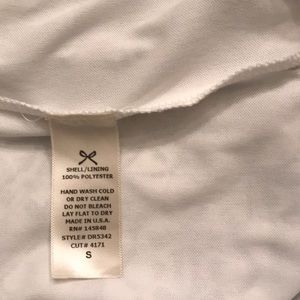 SHELL/LINING
100% POLYESTER
HAND WASH COLD
OR DRY CLEAN
DO NOT BLEACH
LAY FLAT TO DRY
MADE IN U.S.A.
RN# 145848
STYLE# DR5342
CUT# 4171
S